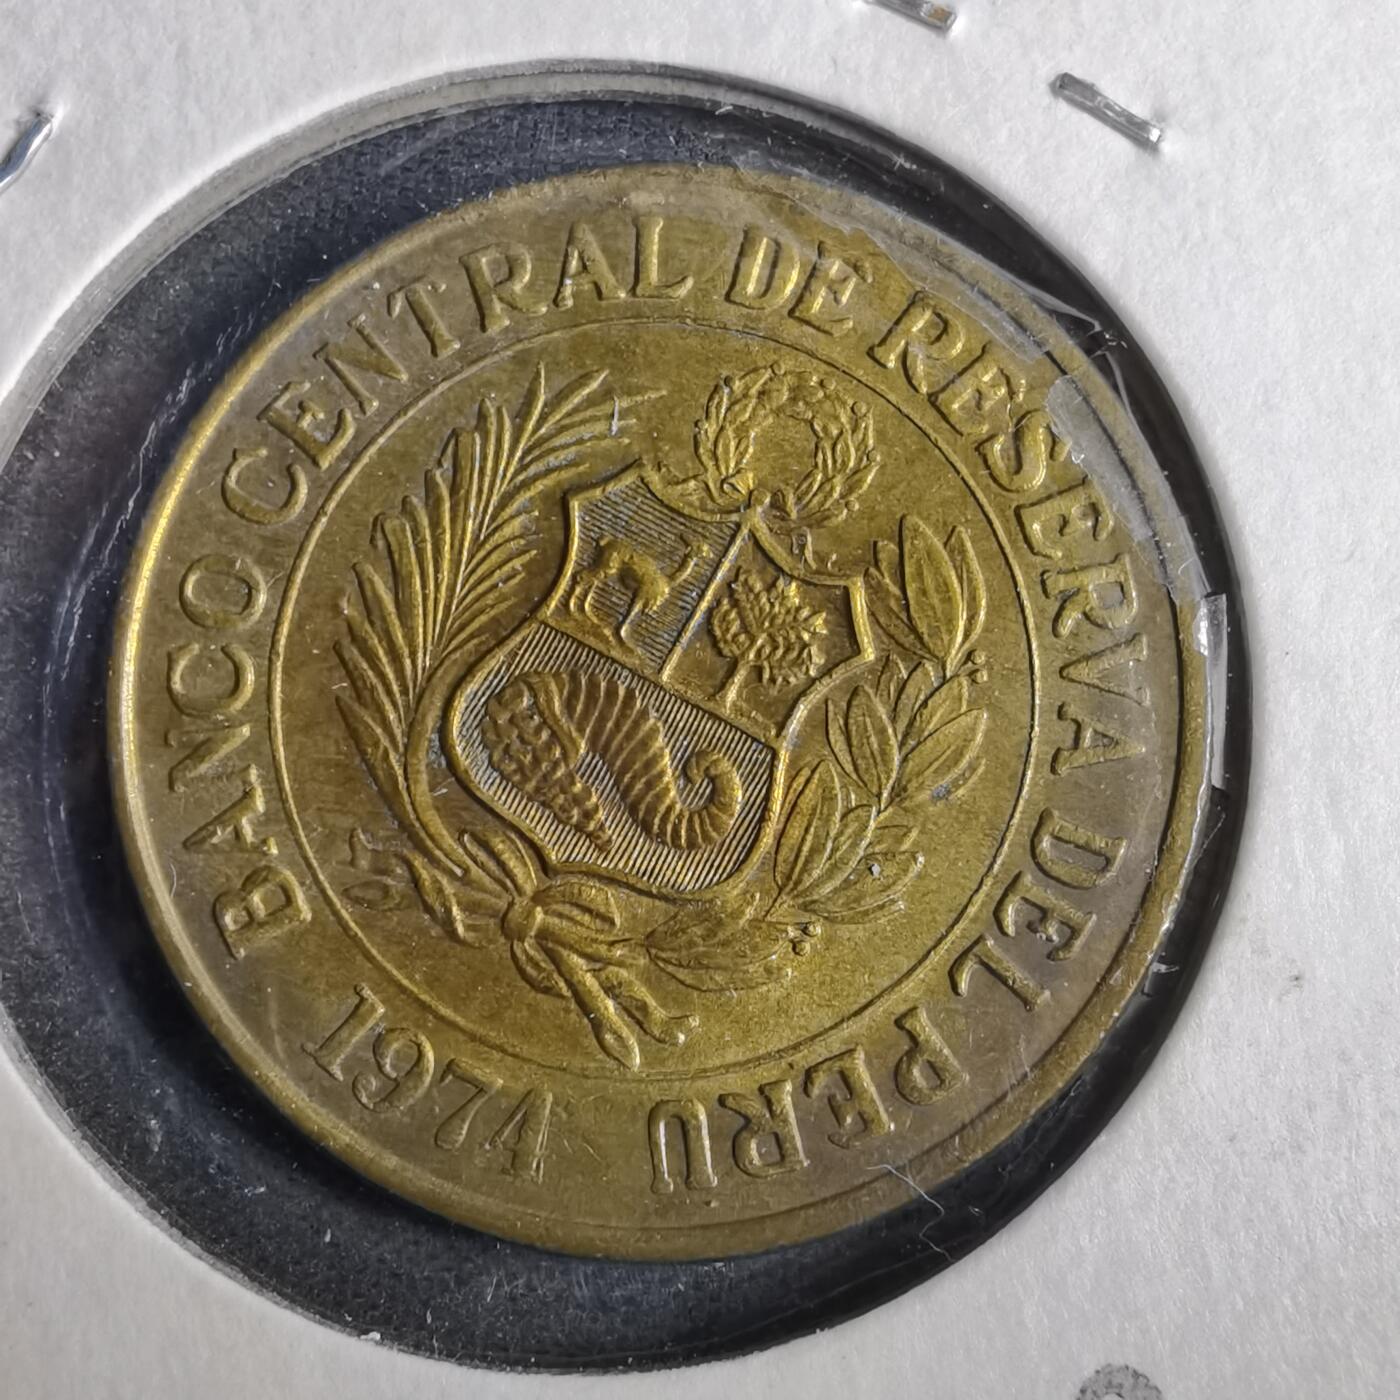 BANCO CENTRAL DE RESERVA DEL PERU
1974